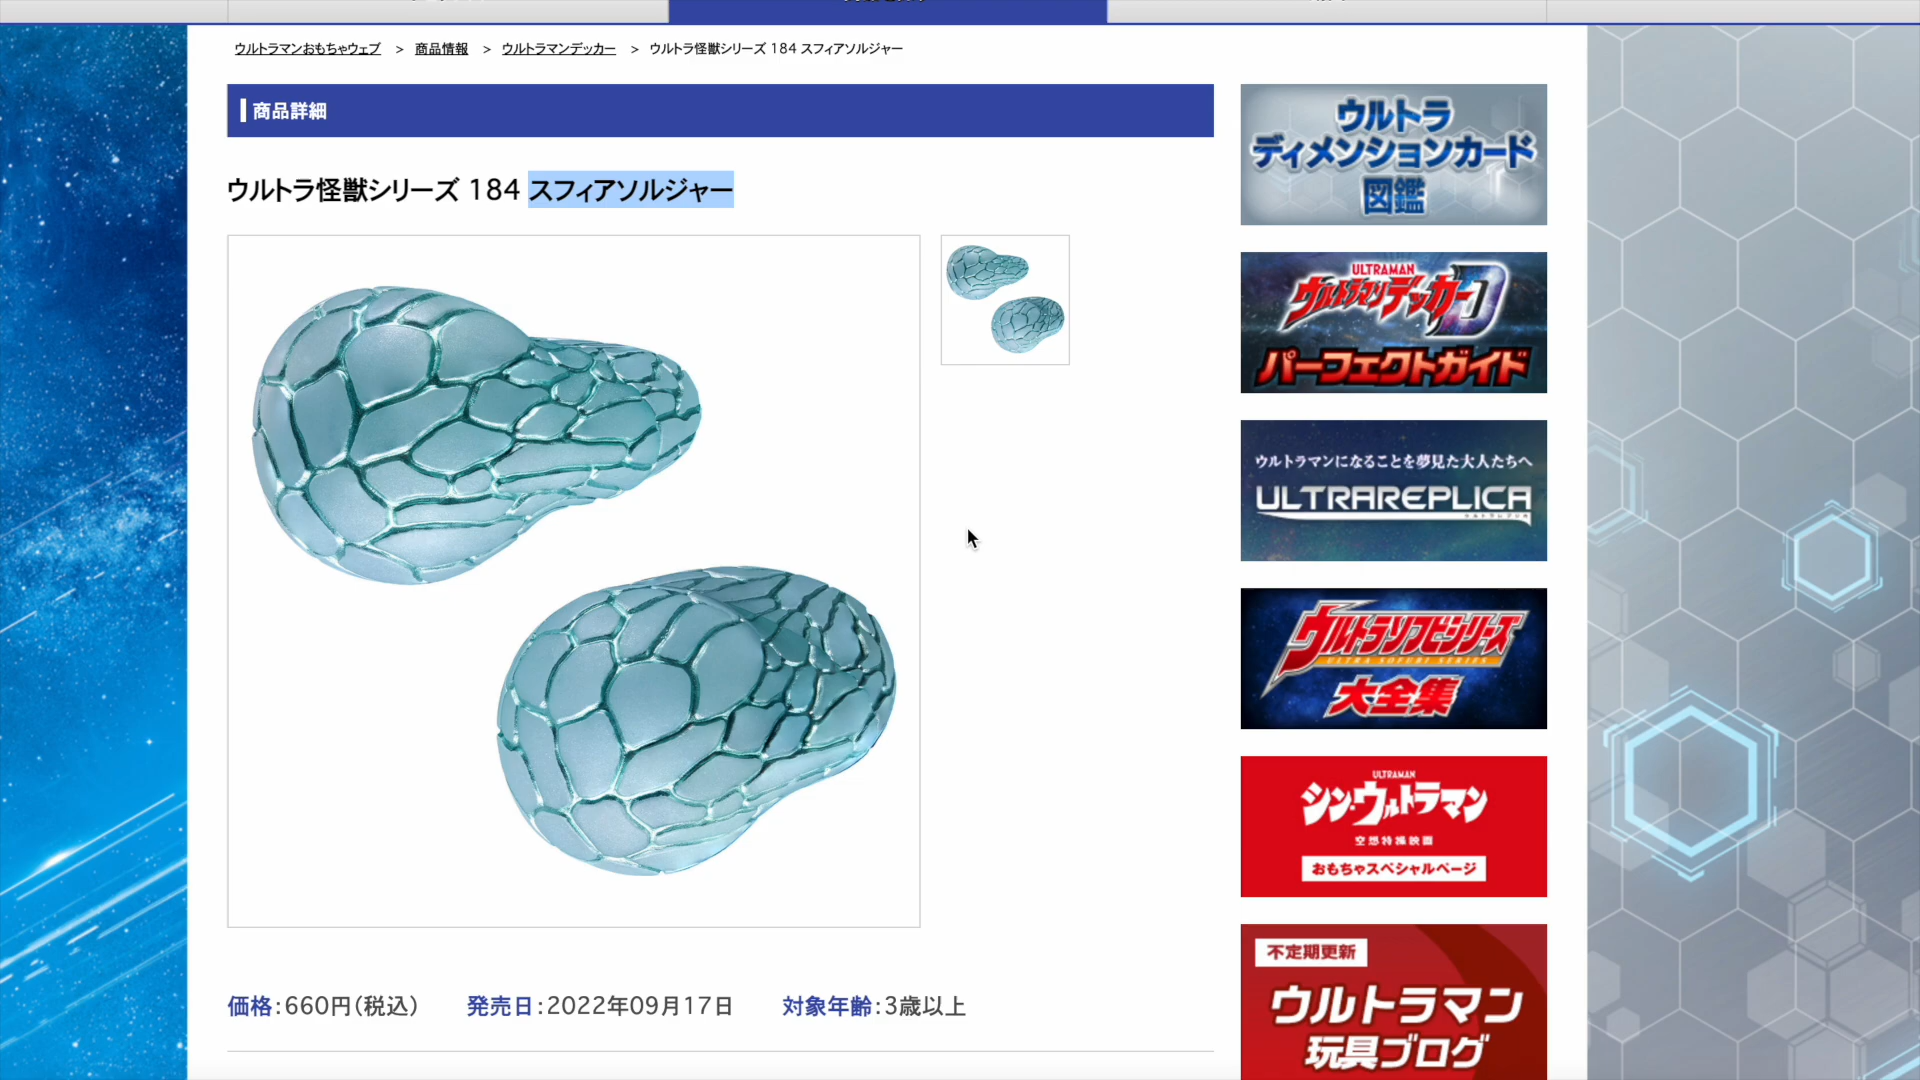 ウルトラマンおもちゃウェブ > 商品情報 > ウルトラマンデッカー > ウルトラ怪獣シリーズ 184 スフィアソルジャー
商品詳細
ウルトラ怪獣シリーズ 184 スフィアソルジャー
価格:660円(税込) 発売日:2022年09月17日 対象年齢:3歳以上
ウルトラ
ディメンションカード
図鑑
ULTRAMAN
ウルトラマンデッカー
パーフェクトガイド
ウルトラマンになることを夢見た大人たちへ
ULTRAREPLICA
ウルトラレプリカ
ウルトラソフビシリーズ
ULTRA SOFUBI SERIES
大全集
ULTRAMAN
シン・ウルトラマン
空想特撮映画
おもちゃスペシャルページ
不定期更新
ウルトラマン
玩具ブログ